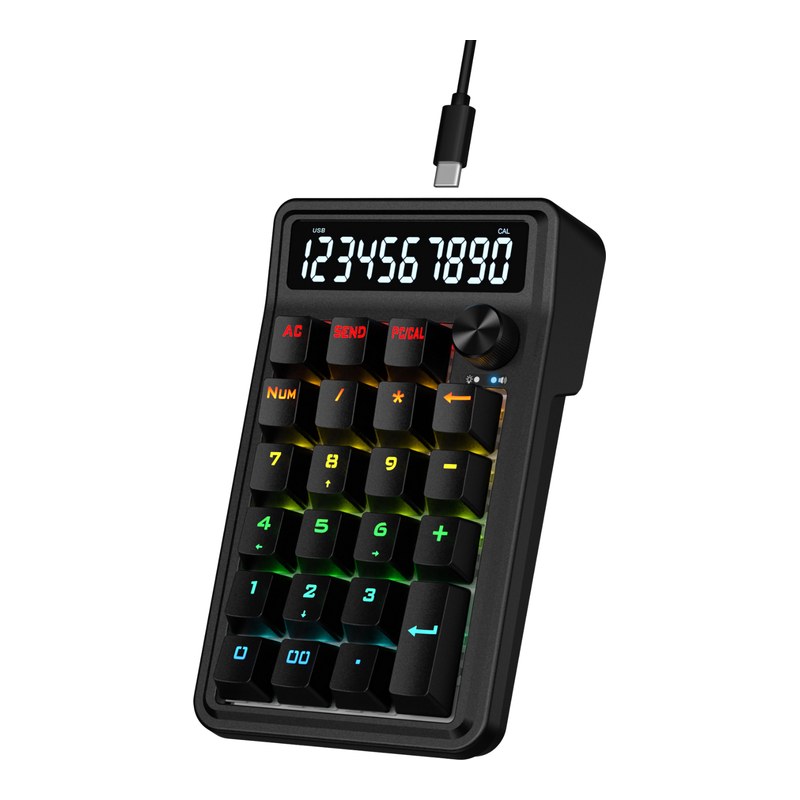 USB CAL
1234567890
AC SEND PC/CAL
NUM / * ←
7 8 9 -
↑
4 5 6 +
← →
1 2 3
↓ ↵
0 00 .